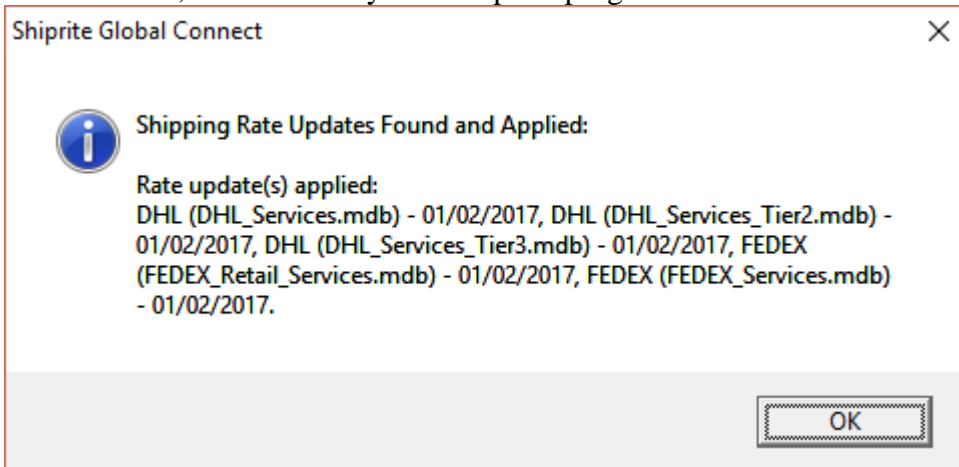 Shiprite Global Connect
Shipping Rate Updates Found and Applied:
Rate update(s) applied:
DHL (DHL_Services.mdb) - 01/02/2017, DHL (DHL_Services_Tier2.mdb) -
01/02/2017, DHL (DHL_Services_Tier3.mdb) - 01/02/2017, FEDEX
(FEDEX_Retail_Services.mdb) - 01/02/2017, FEDEX (FEDEX_Services.mdb)
- 01/02/2017.
OK